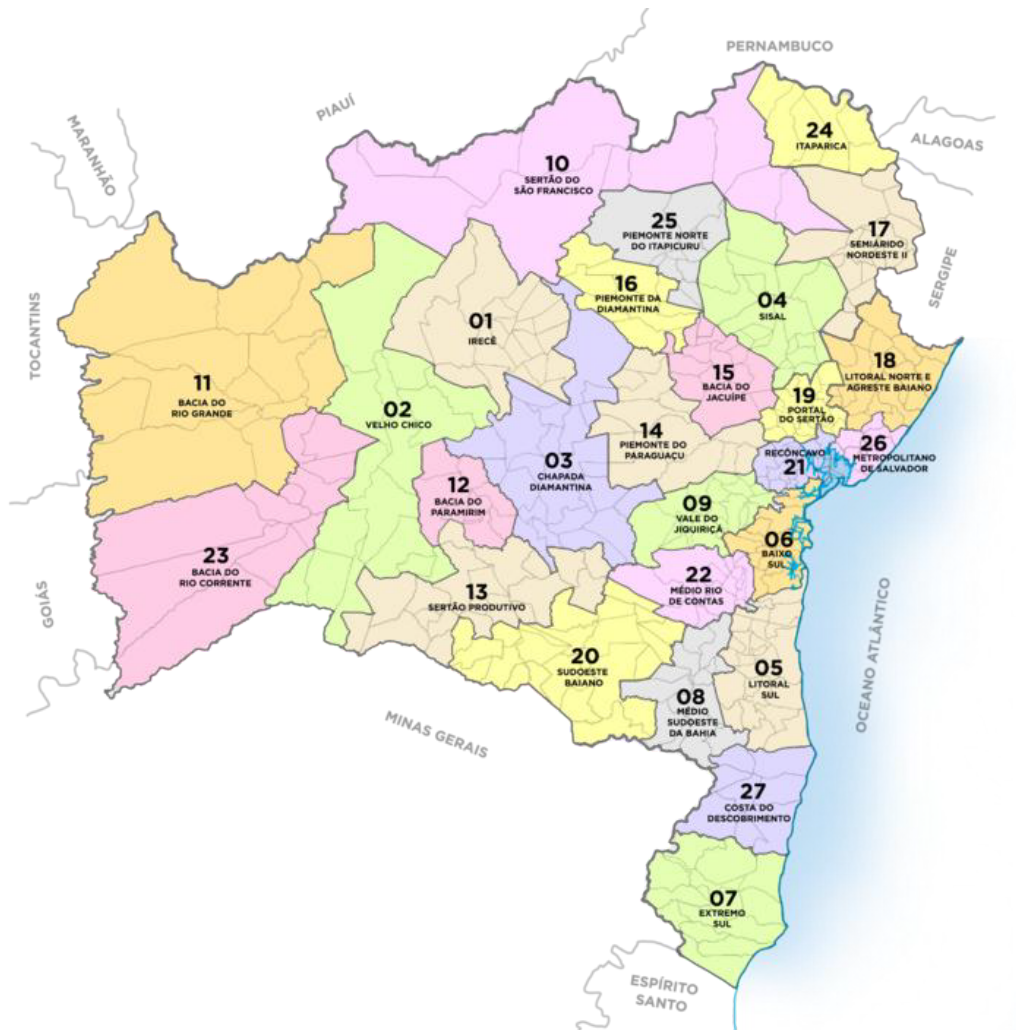 PERNAMBUCO
PIAUÍ
MARANHÃO
24
ITAPARICA
ALAGOAS
10
SERTÃO DO
SÃO FRANCISCO
25
PIEMONTE NORTE
DO ITAPICURU
17
SEMIÁRIDO
NORDESTE II
SERGIPE
16
PIEMONTE DA
DIAMANTINA
04
SISAL
TOCANTINS
01
IRECÊ
18
LITORAL NORTE E
AGRESTE BAIANO
15
BACIA DO
JACUÍPE
11
BACIA DO
RIO GRANDE
02
VELHO CHICO
19
PORTAL
DO SERTÃO
14
PIEMONTE DO
PARAGUAÇU
26
METROPOLITANO
DE SALVADOR
RECÔNCAVO
21
03
CHAPADA
DIAMANTINA
12
BACIA DO
PARAMIRIM
09
VALE DO
JIQUIRIÇÁ
06
BAIXO
SUL
23
BACIA DO
RIO CORRENTE
22
MÉDIO RIO
DE CONTAS
13
SERTÃO PRODUTIVO
GOIÁS
OCEANO ATLÂNTICO
20
SUDOESTE
BAIANO
05
LITORAL
SUL
08
MÉDIO
SUDOESTE
DA BAHIA
MINAS GERAIS
27
COSTA DO
DESCOBRIMENTO
07
EXTREMO
SUL
ESPÍRITO
SANTO